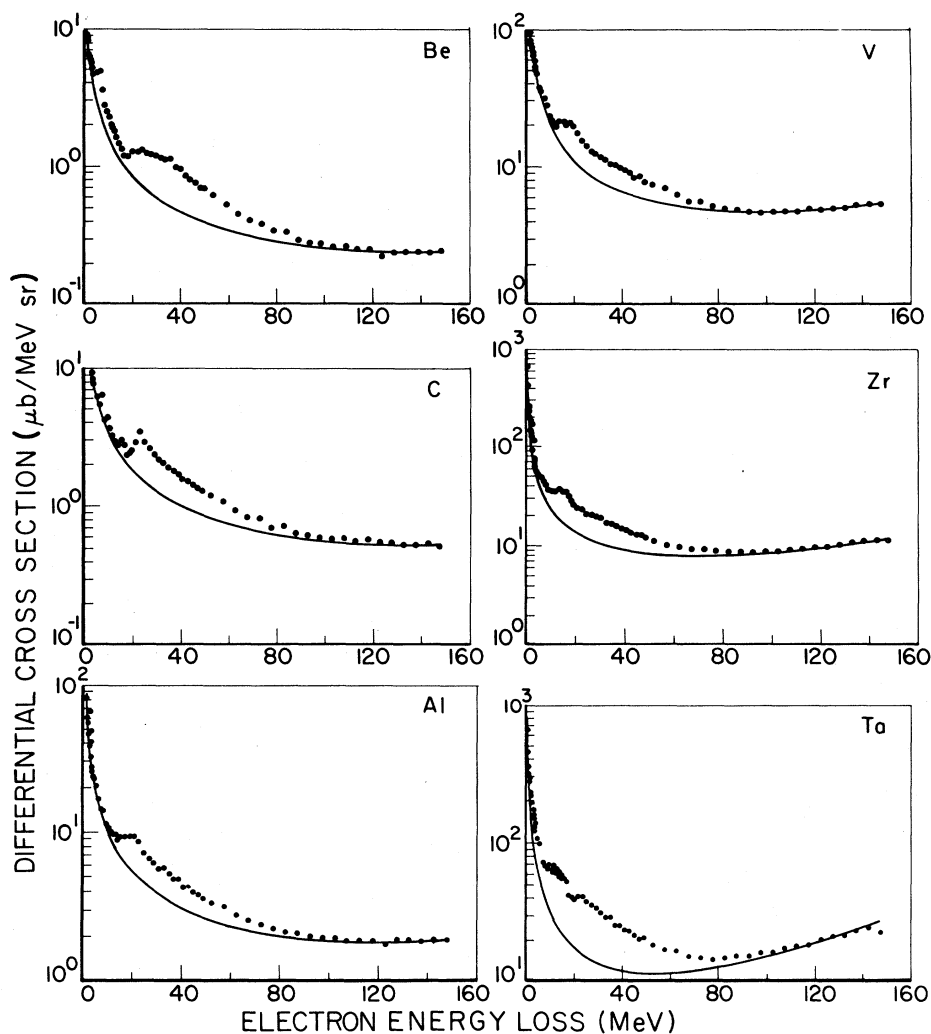 DIFFERENTIAL CROSS SECTION (μb/MeV sr)
10¹
10⁰
10⁻¹
Be
0 40 80 120 160
10²
10¹
10⁰
V
0 40 80 120 160
10¹
10⁰
10⁻¹
C
0 40 80 120 160
10³
10²
10¹
10⁰
Zr
0 40 80 120 160
10²
10¹
10⁰
Al
0 40 80 120 160
10³
10²
10¹
Ta
0 40 80 120 160
ELECTRON ENERGY LOSS (MeV)